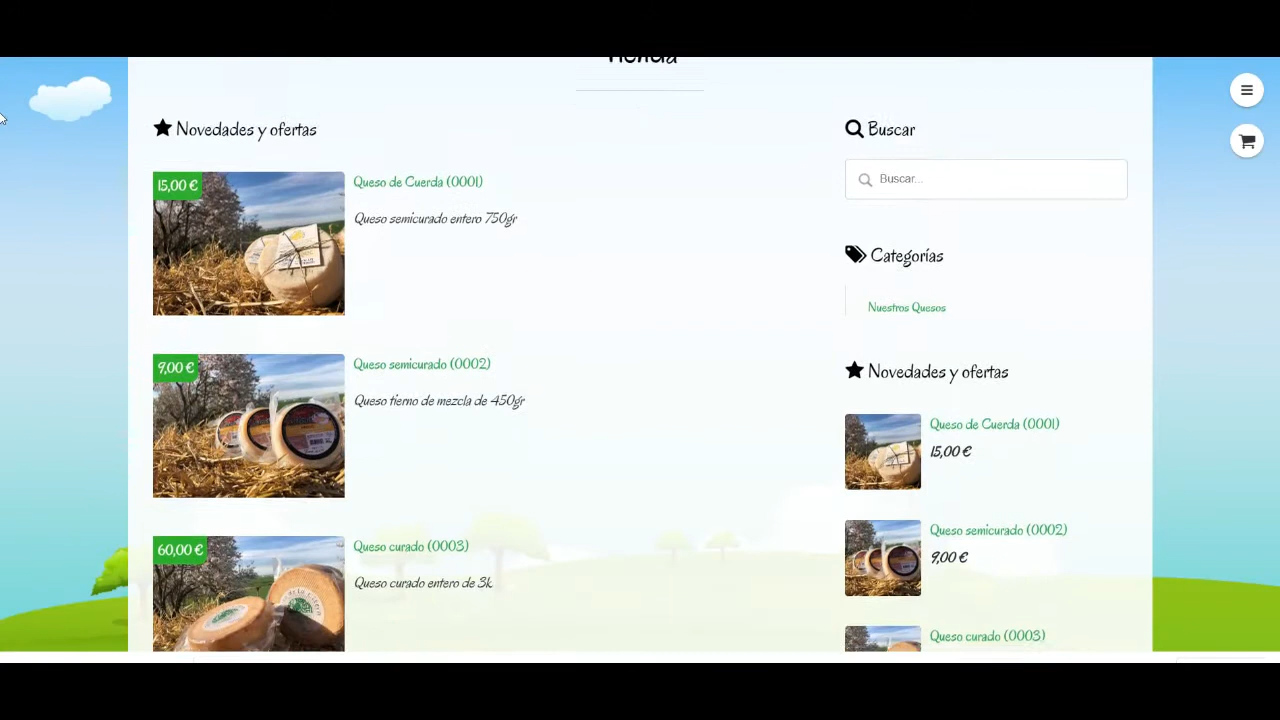 Tienda
Novedades y ofertas
15,00 €
Queso de Cuerda (0001)
Queso semicurado entero 750gr
9,00 €
Queso semicurado (0002)
Queso tierno de mezcla de 450gr
60,00 €
Queso curado (0003)
Queso curado entero de 3k
Buscar
Buscar...
Categorías
Nuestros Quesos
Novedades y ofertas
Queso de Cuerda (0001)
15,00 €
Queso semicurado (0002)
9,00 €
Queso curado (0003)